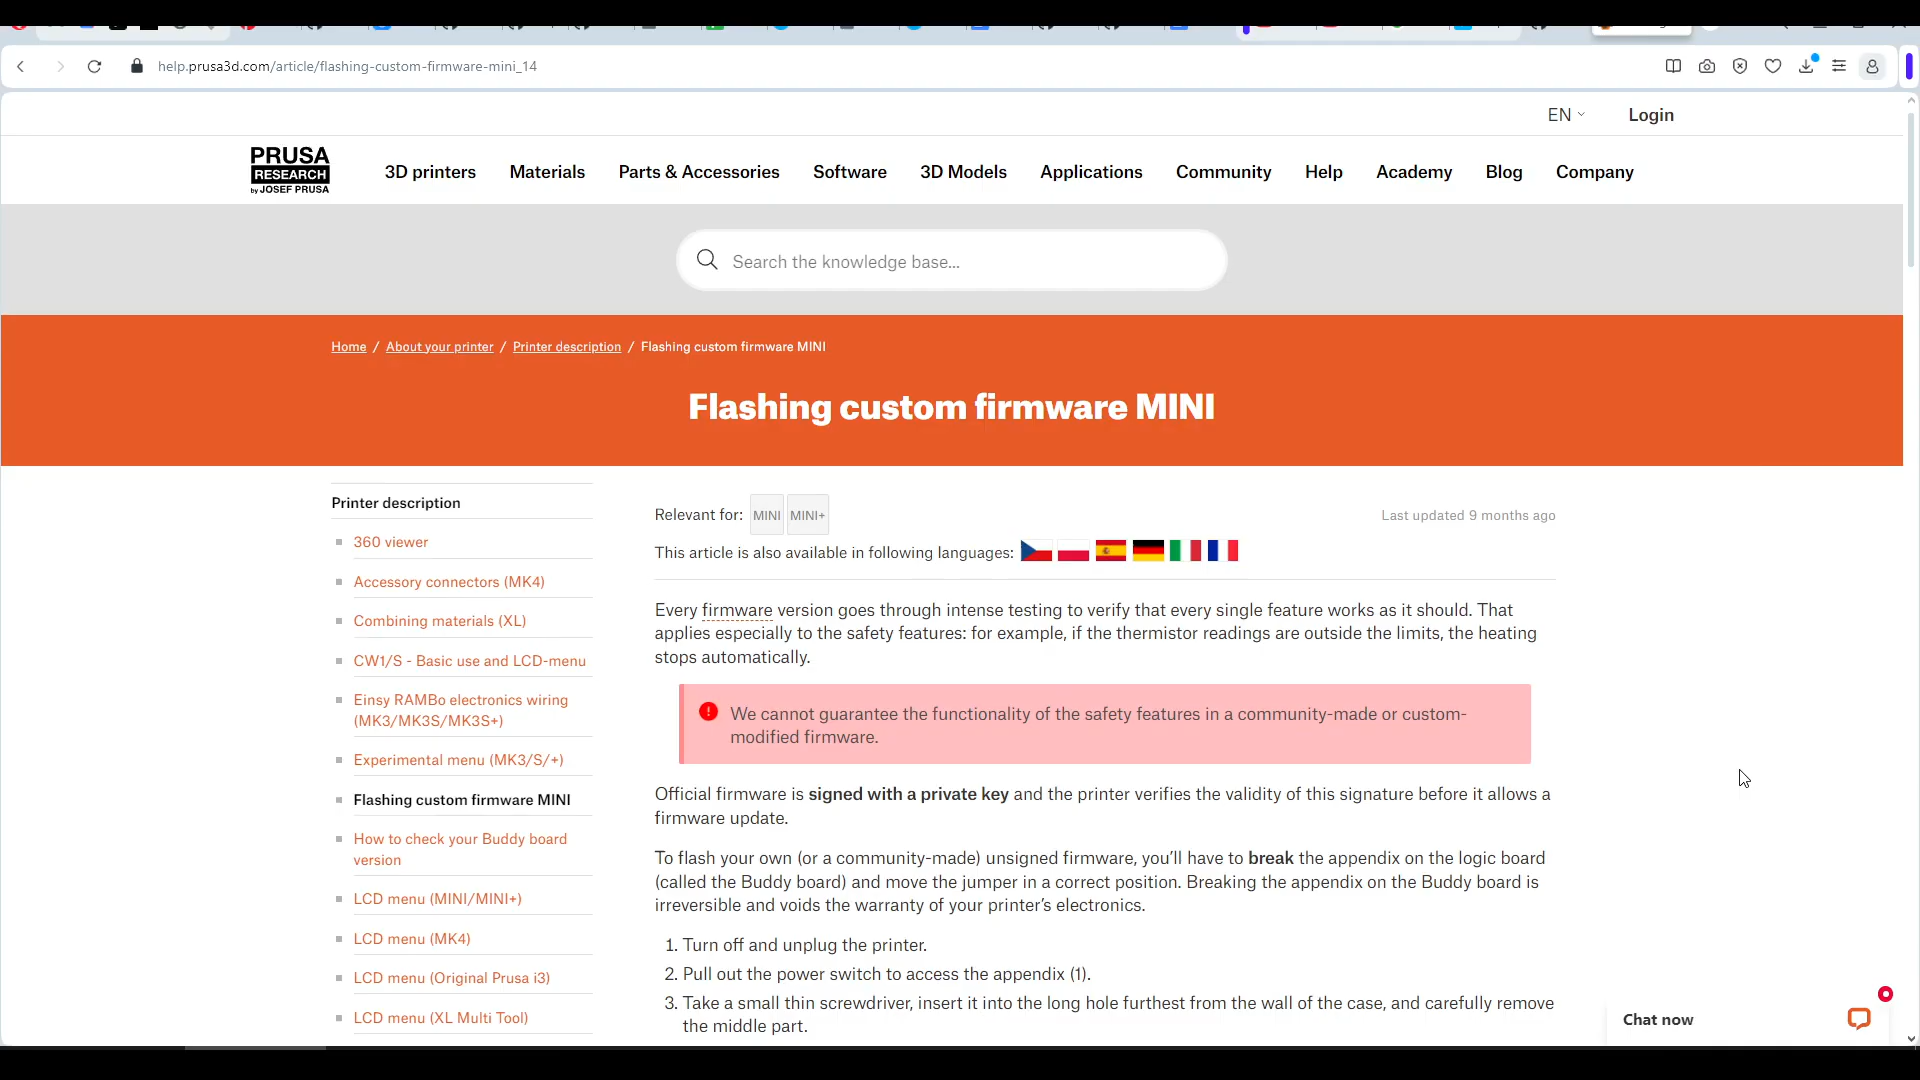 help.prusa3d.com/article/flashing-custom-firmware-mini_14
EN
Login
PRUSA
RESEARCH
by JOSEF PRUSA
3D printers
Materials
Parts & Accessories
Software
3D Models
Applications
Community
Help
Academy
Blog
Company
Search the knowledge base...
Home / About your printer / Printer description / Flashing custom firmware MINI
Flashing custom firmware MINI
Printer description
360 viewer
Accessory connectors (MK4)
Combining materials (XL)
CW1/S - Basic use and LCD-menu
Einsy RAMBo electronics wiring
(MK3/MK3S/MK3S+)
Experimental menu (MK3/S/+)
Flashing custom firmware MINI
How to check your Buddy board
version
LCD menu (MINI/MINI+)
LCD menu (MK4)
LCD menu (Original Prusa i3)
LCD menu (XL Multi Tool)
Relevant for: MINI MINI+
Last updated 9 months ago
This article is also available in following languages:
Every firmware version goes through intense testing to verify that every single feature works as it should. That
applies especially to the safety features: for example, if the thermistor readings are outside the limits, the heating
stops automatically.
We cannot guarantee the functionality of the safety features in a community-made or custom-
modified firmware.
Official firmware is signed with a private key and the printer verifies the validity of this signature before it allows a
firmware update.
To flash your own (or a community-made) unsigned firmware, you'll have to break the appendix on the logic board
(called the Buddy board) and move the jumper in a correct position. Breaking the appendix on the Buddy board is
irreversible and voids the warranty of your printer's electronics.
1. Turn off and unplug the printer.
2. Pull out the power switch to access the appendix (1).
3. Take a small thin screwdriver, insert it into the long hole furthest from the wall of the case, and carefully remove
the middle part.
Chat now